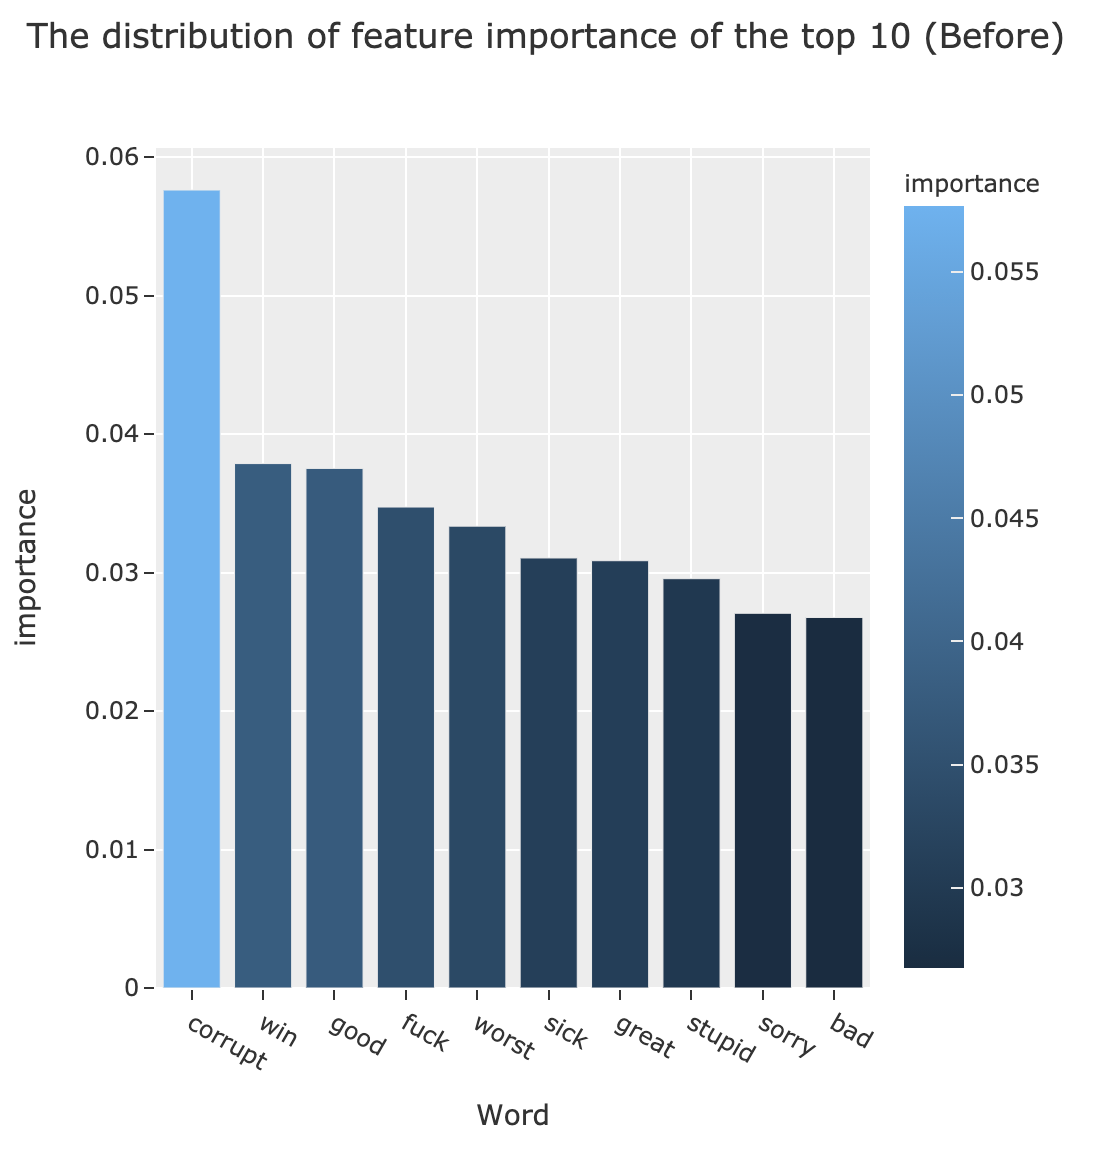 The distribution of feature importance of the top 10 (Before)
importance
0.06
0.05
0.04
0.03
0.02
0.01
0
corrupt
win
good
fuck
worst
sick
great
stupid
sorry
bad
Word
importance
0.055
0.05
0.045
0.04
0.035
0.03